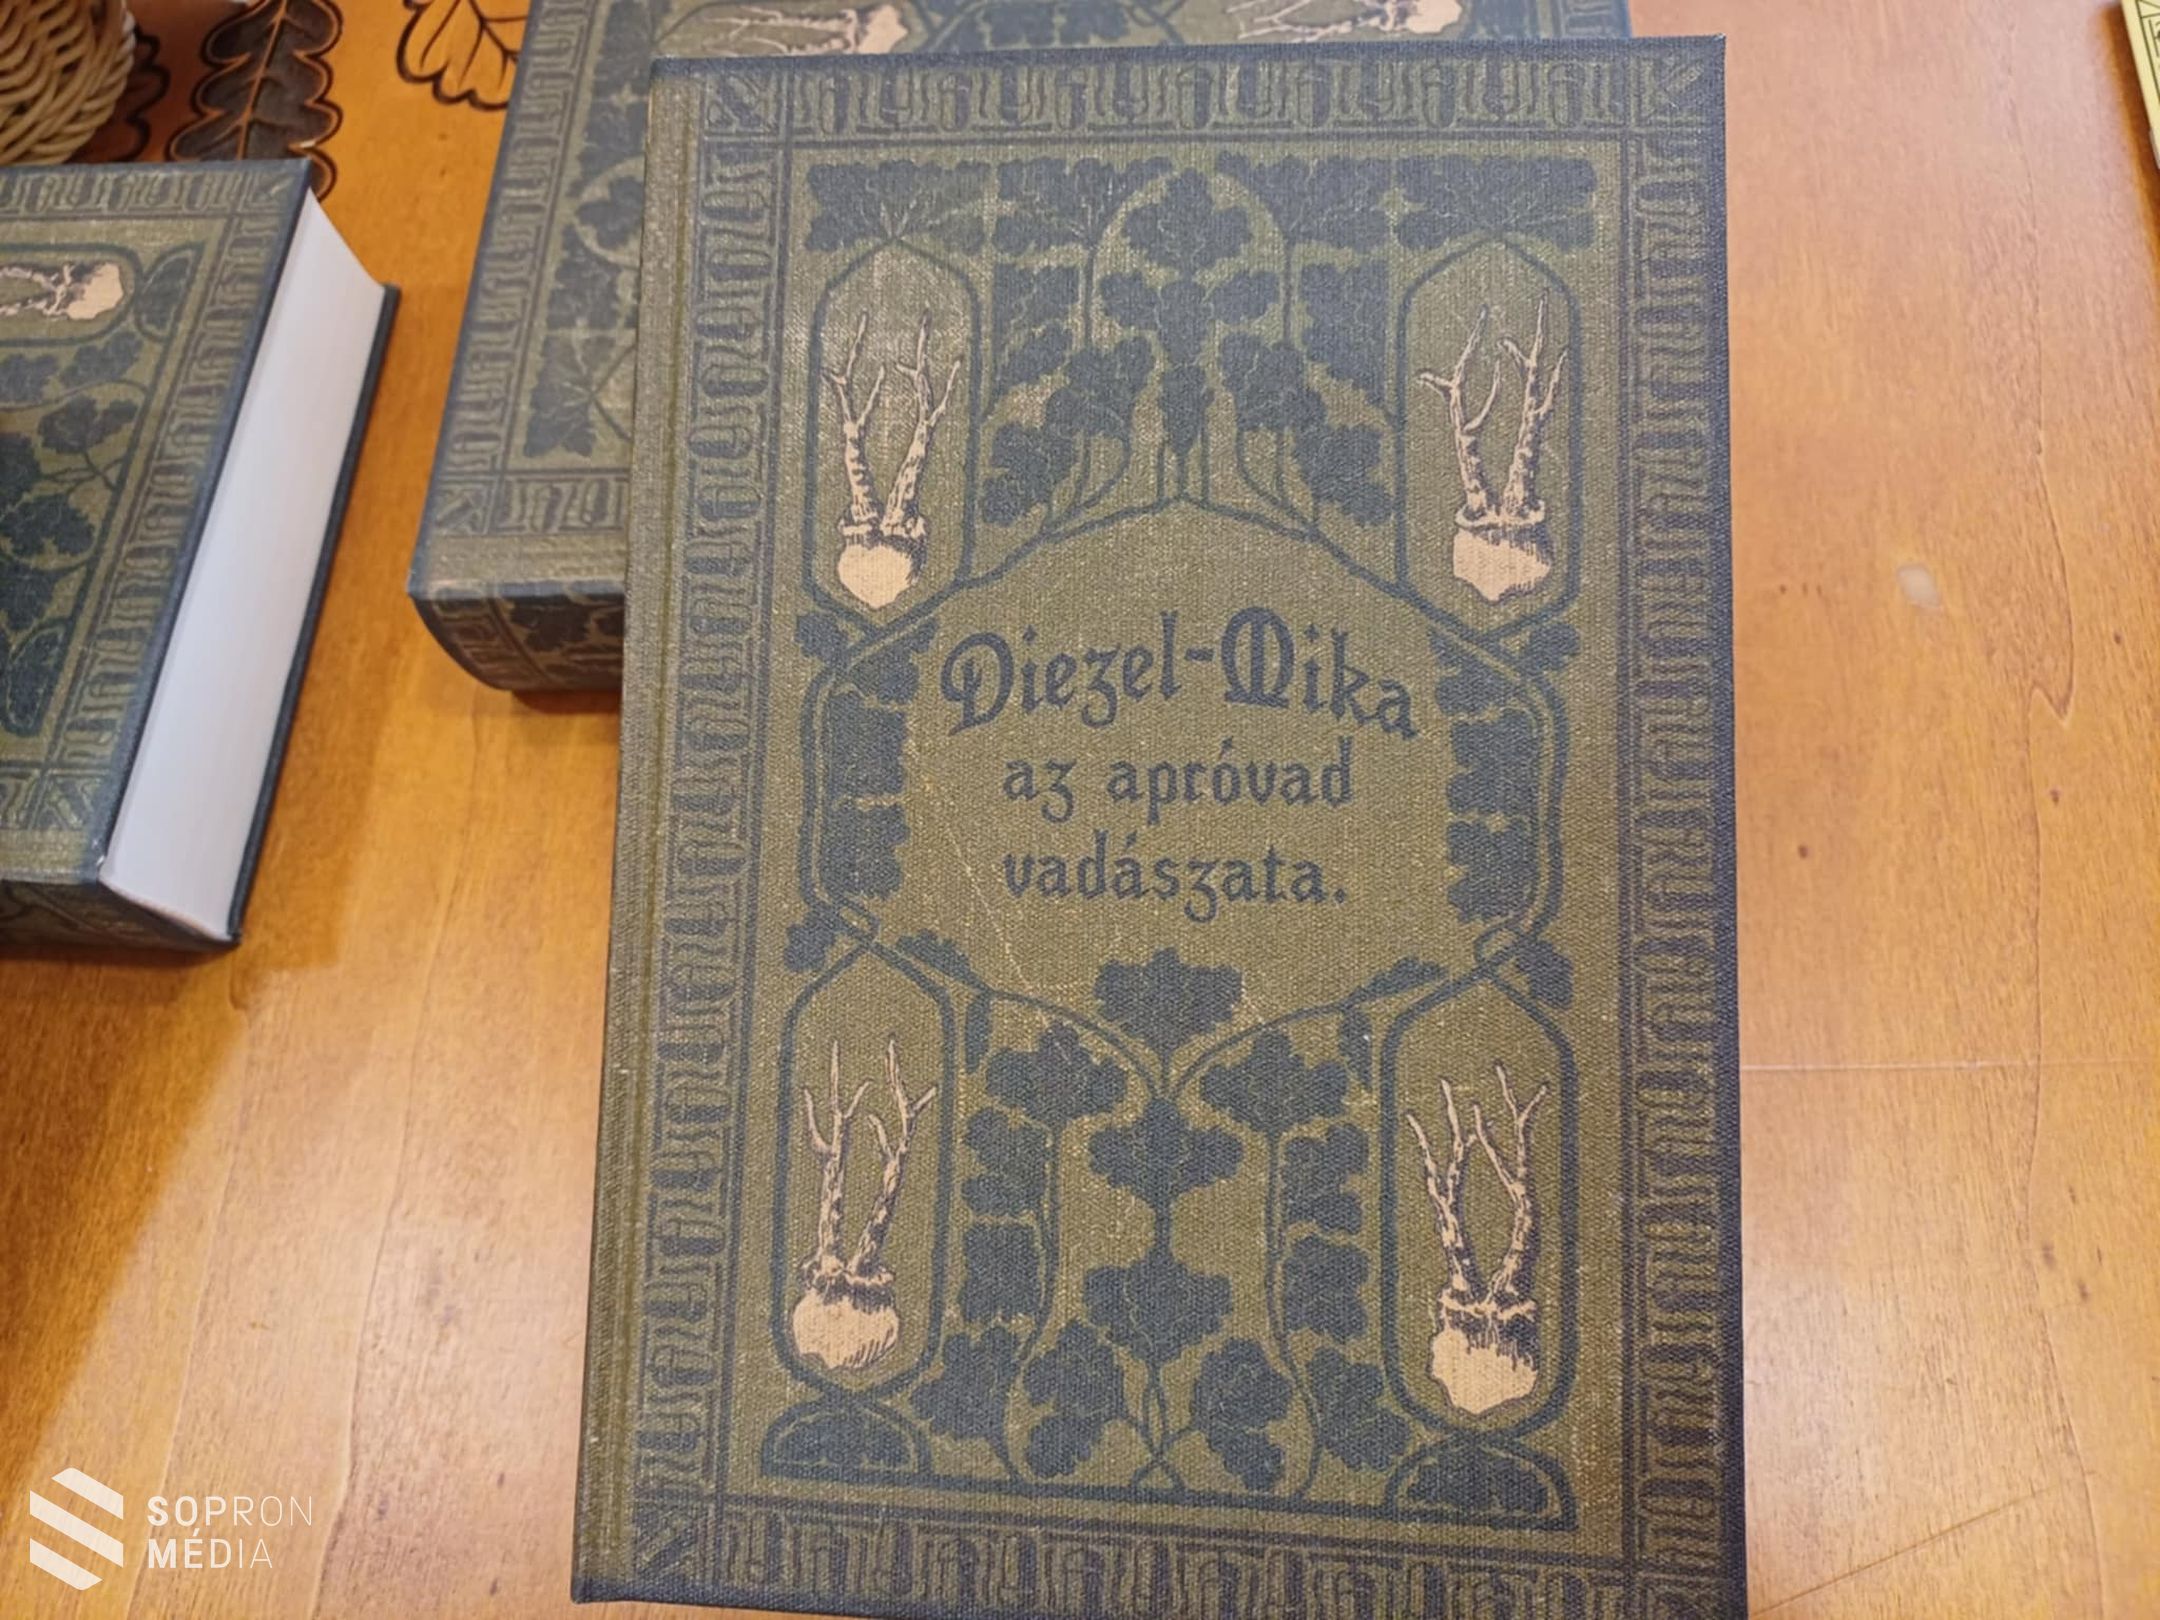 Diezel-Mika
az apróvad
vadászata.
SOPRON
MÉDIA